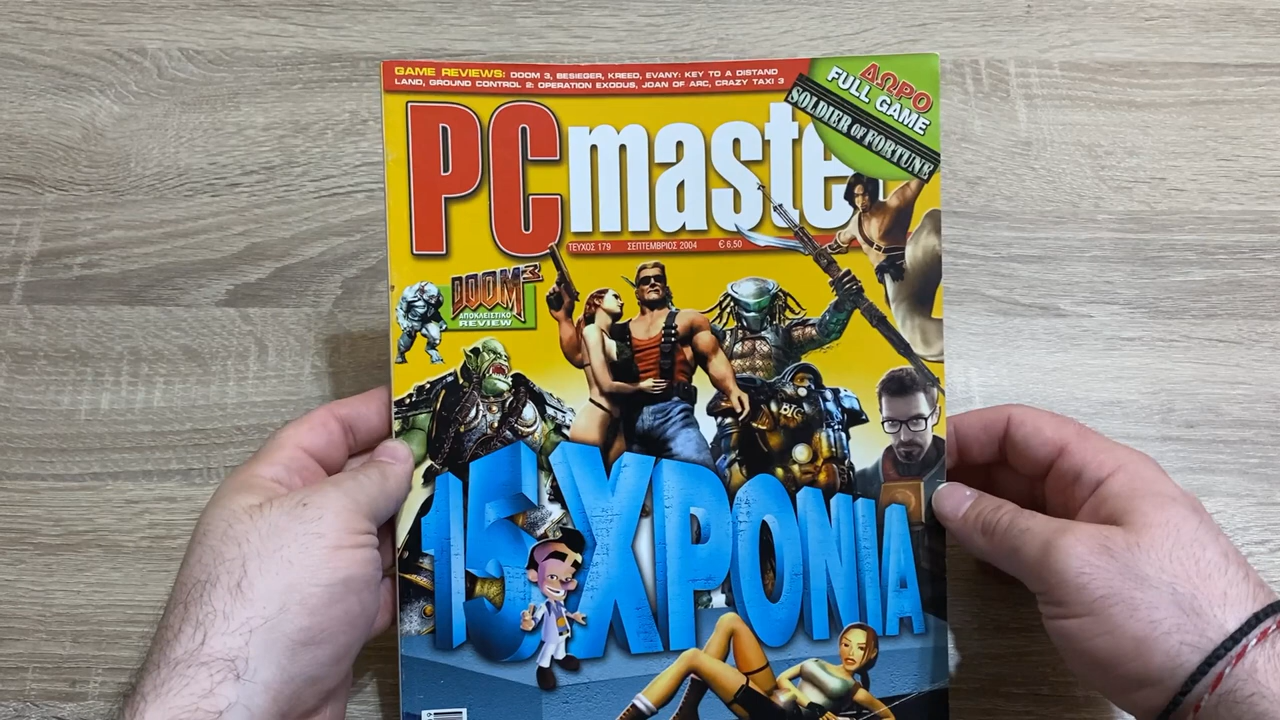 GAME REVIEWS: DOOM 3, BESIEGER, KREED, EVANY: KEY TO A DISTAND
LAND, GROUND CONTROL 2: OPERATION EXODUS, JOAN OF ARC, CRAZY TAXI 3
ΔΩΡΟ
FULL GAME
SOLDIER OF FORTUNE
PC maste
ΤΕΥΧΟΣ 179 ΣΕΠΤΕΜΒΡΙΟΣ 2004 € 6,50
DOOM 3
ΑΠΟΚΛΕΙΣΤΙΚΟ
REVIEW
BIG
15 ΧΡΟΝΙΑ